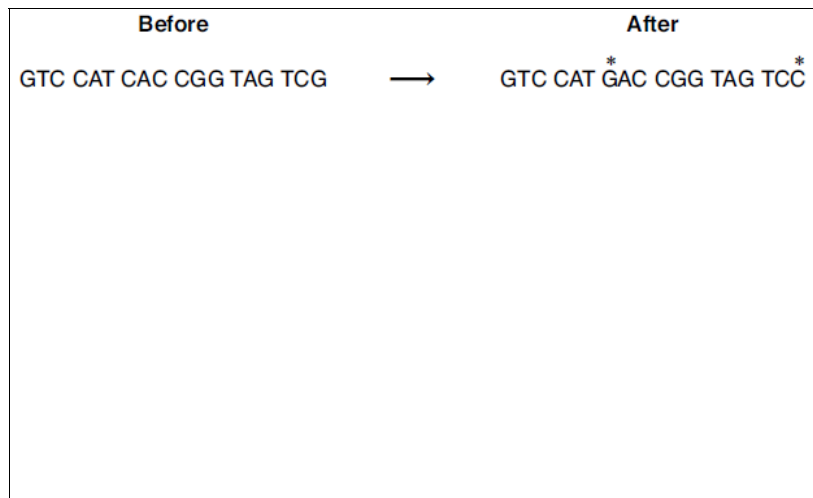 Before After
* *
GTC CAT CAC CGG TAG TCG ⟶ GTC CAT GAC CGG TAG TCC